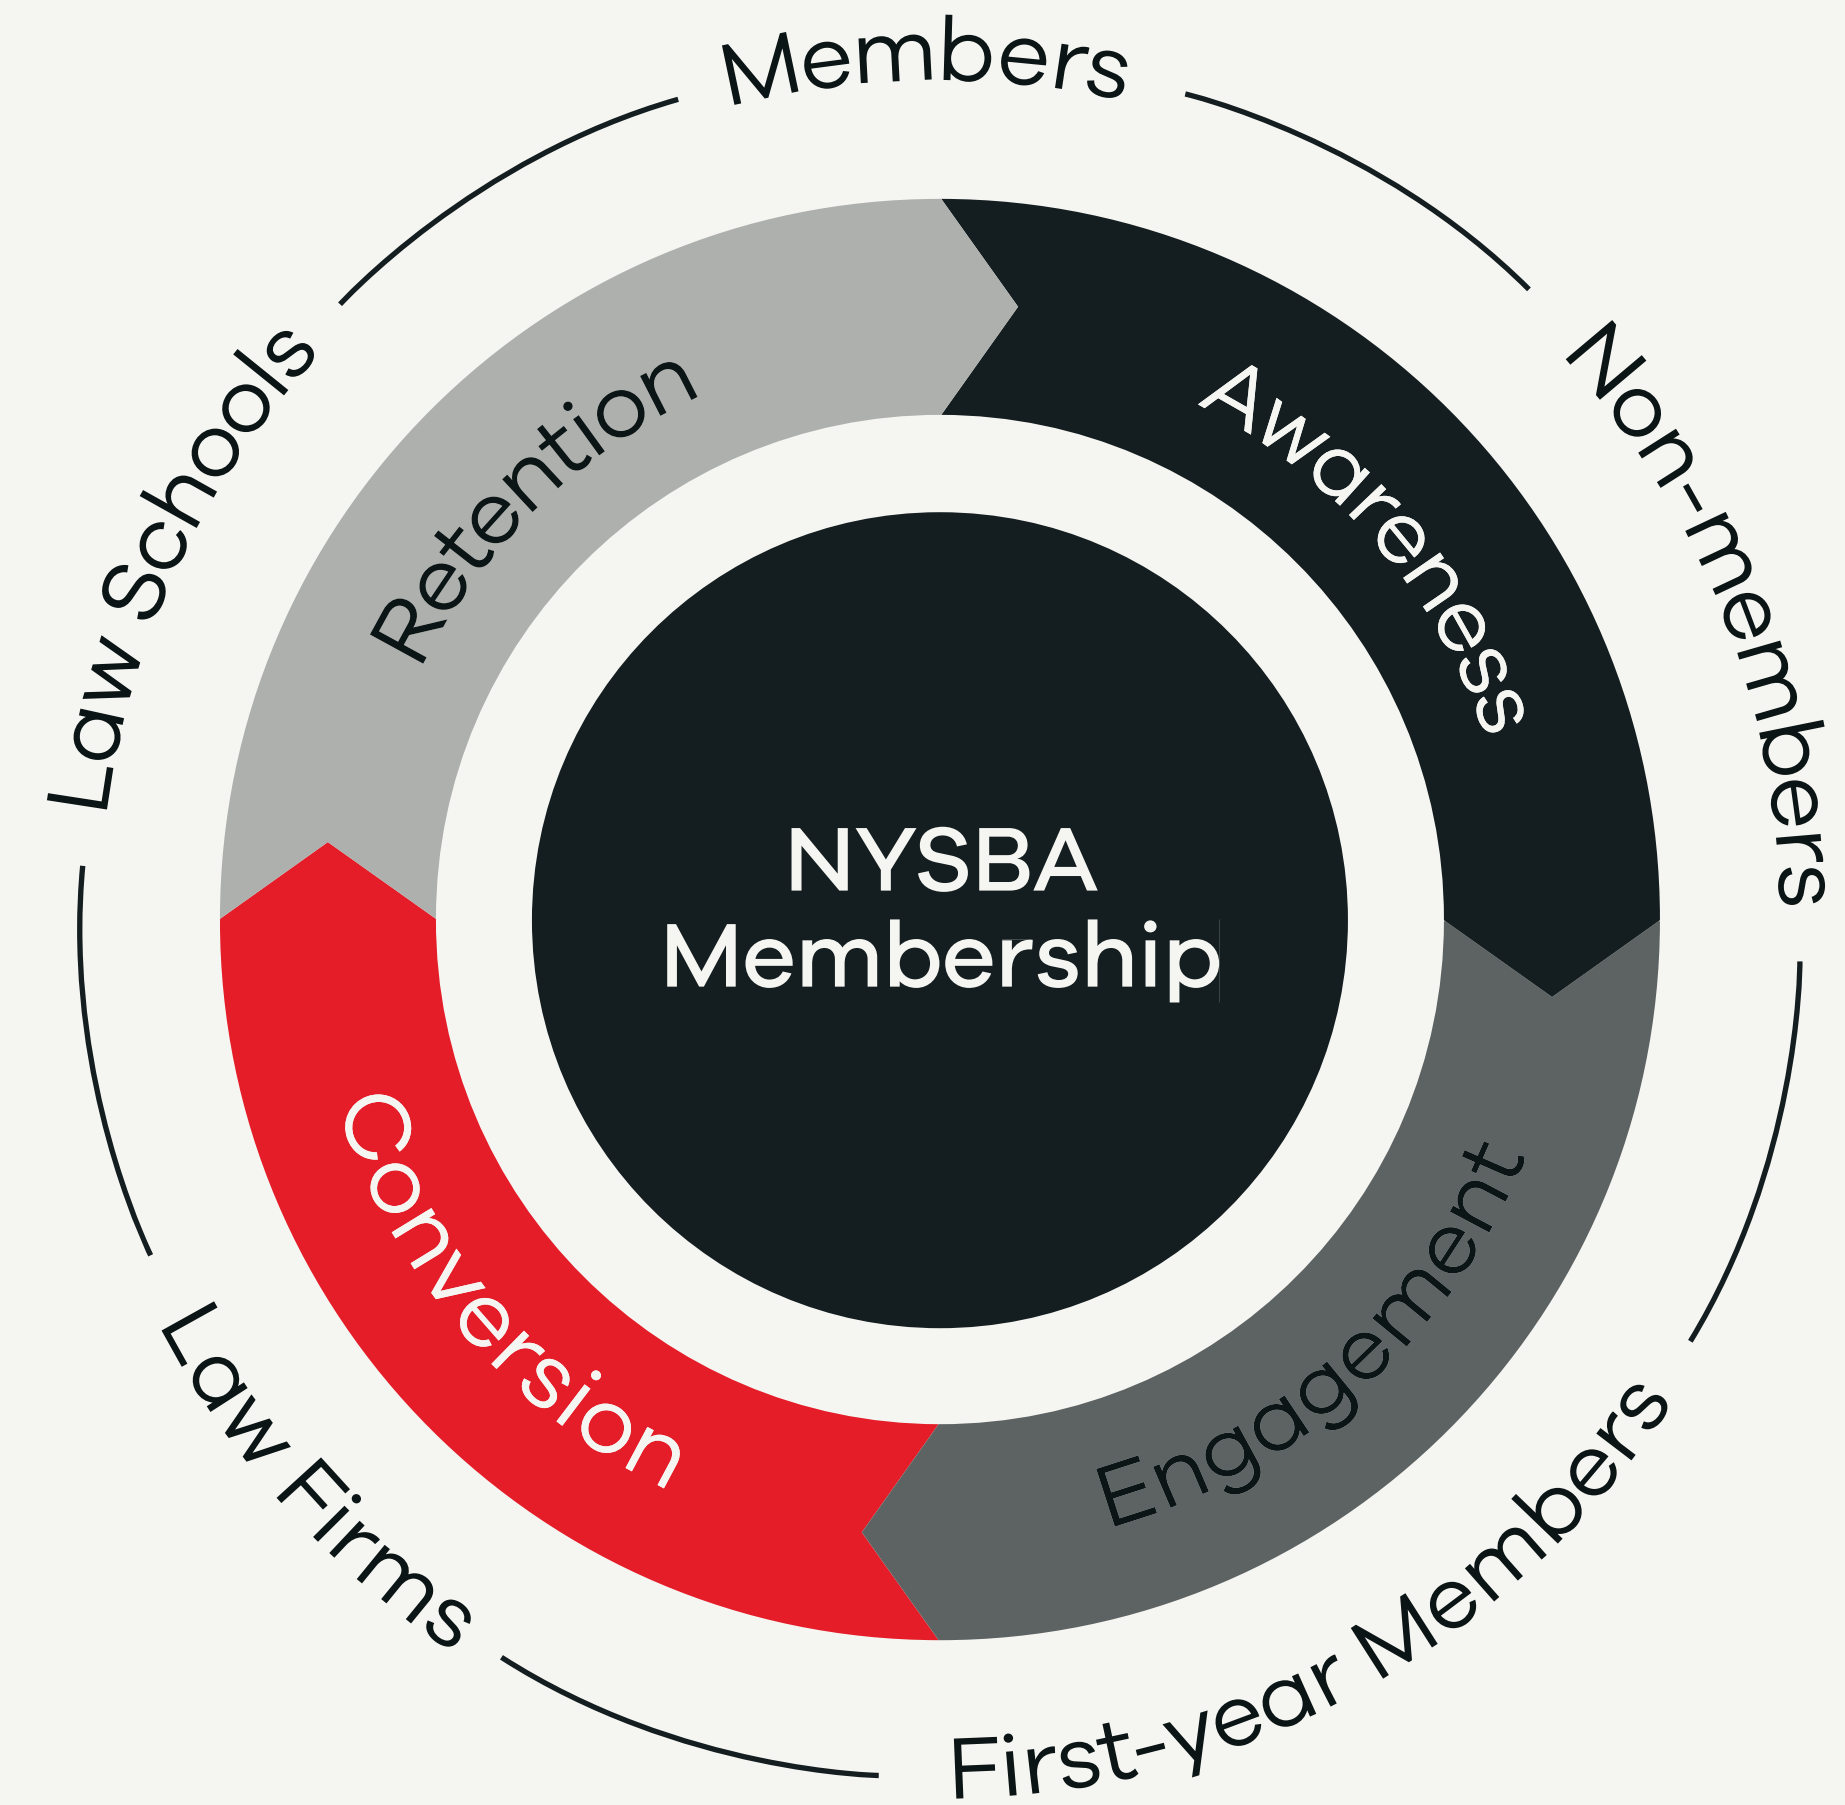 Members
Non-members
First-year Members
Law Firms
Law Schools
Awareness
Engagement
Conversion
Retention
NYSBA
Membership